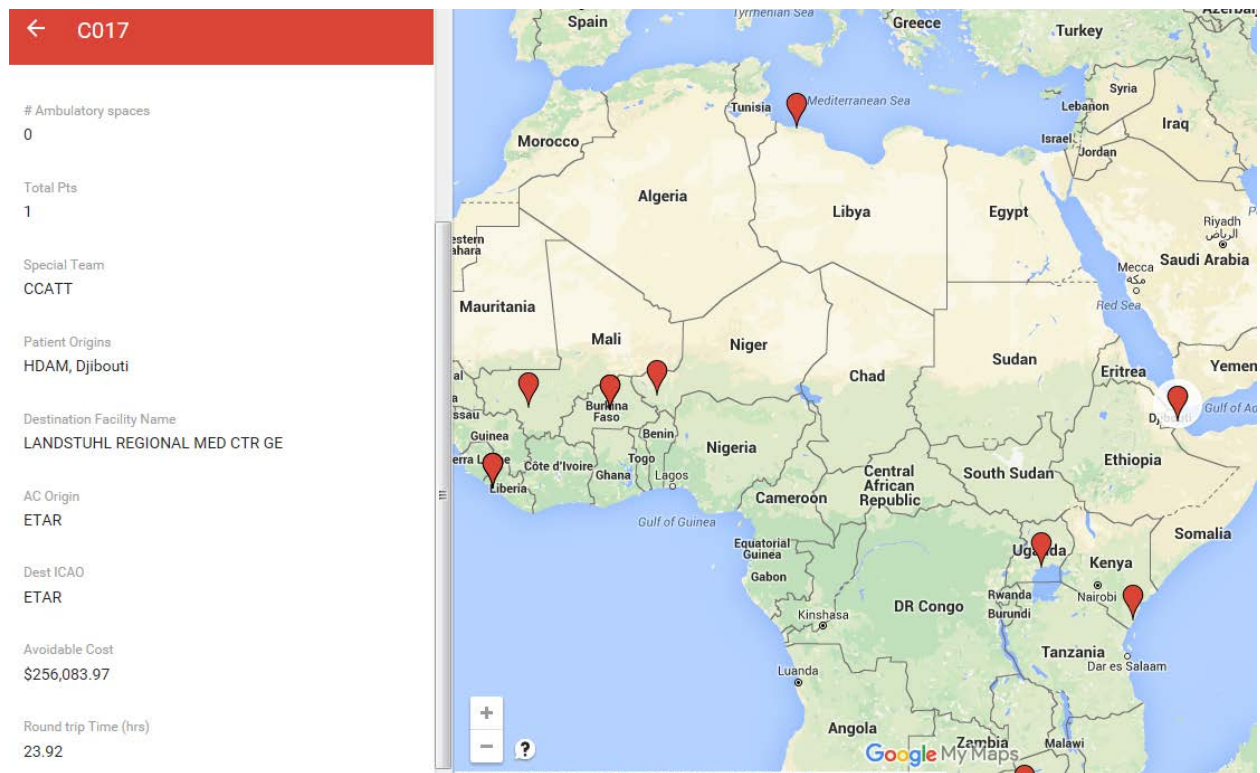 C017
# Ambulatory spaces
0
Total Pts
1
Special Team
CCATT
Patient Origins
HDAM, Djibouti
Destination Facility Name
LANDSTUHL REGIONAL MED CTR GE
AC Origin
ETAR
Dest ICAO
ETAR
Avoidable Cost
$256,083.97
Round trip Time (hrs)
23.92
Spain
Tyrrhenian Sea
Greece
Turkey
Syria
Lebanon
Iraq
Israel
Jordan
Tunisia
Mediterranean Sea
Morocco
Algeria
Libya
Egypt
Riyadh
الرياض
Saudi Arabia
Mecca
مكة
Red Sea
estern
ahara
Mauritania
Mali
Niger
Chad
Sudan
Eritrea
Yemen
Gulf of Ad
al
ssau
Burkina
Faso
Guinea
Benin
Togo
Nigeria
Côte d'Ivoire
Ghana
Lagos
Liberia
Gulf of Guinea
Cameroon
Central
African
Republic
South Sudan
Ethiopia
Somalia
Equatorial
Guinea
Gabon
Uganda
Kenya
Nairobi
Rwanda
Burundi
DR Congo
Kinshasa
Tanzania
Dar es Salaam
Luanda
Angola
Zambia
Malawi
+
−
?
Google My Maps